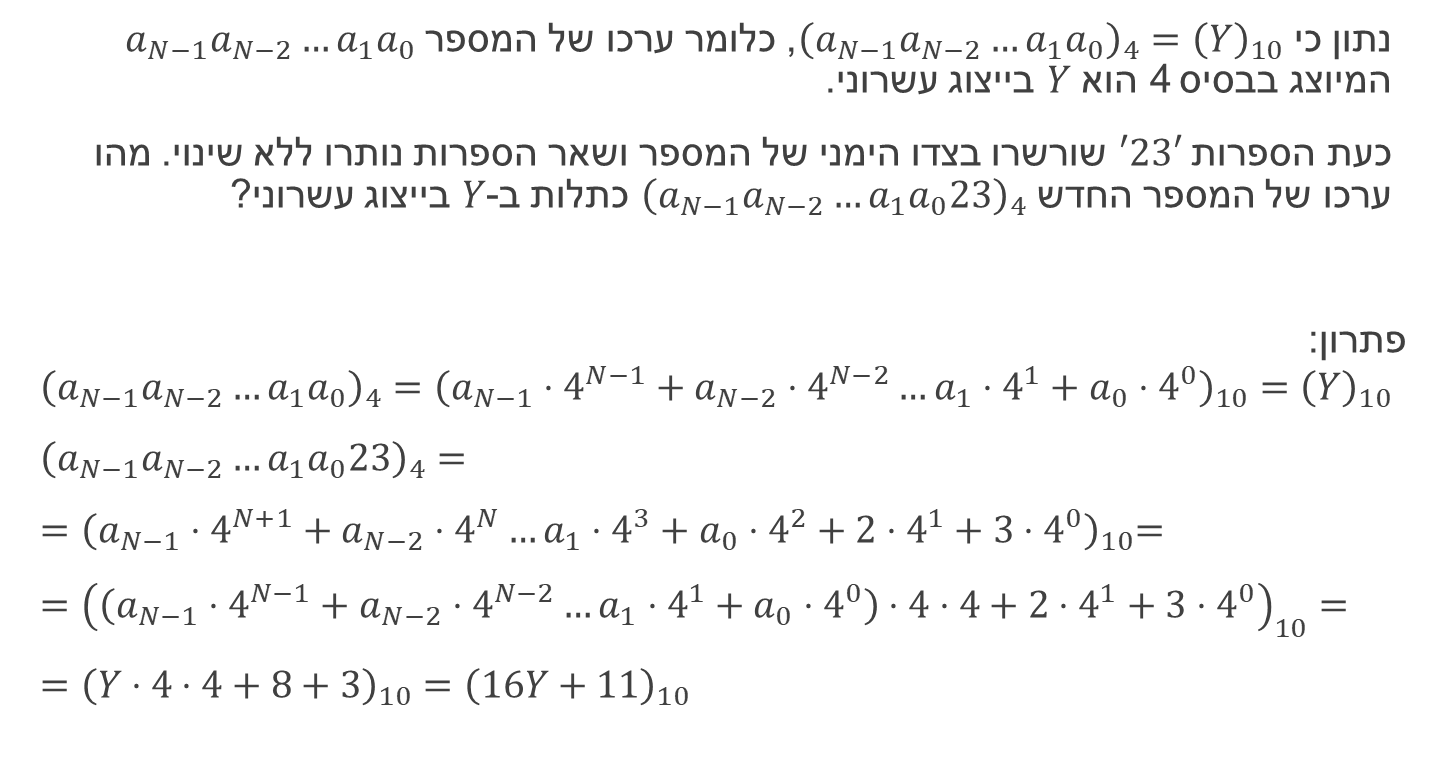 נתון כי $(a_{N-1}a_{N-2} \dots a_1a_0)_4 = (Y)_{10}$, כלומר ערכו של המספר $a_{N-1}a_{N-2} \dots a_1a_0$
המיוצג בבסיס 4 הוא $Y$ בייצוג עשרוני.
כעת הספרות $'23'$ שורשרו בצדו הימני של המספר ושאר הספרות נותרו ללא שינוי. מהו
ערכו של המספר החדש $(a_{N-1}a_{N-2} \dots a_1a_023)_4$ כתלות ב-$Y$ בייצוג עשרוני?
פתרון:
$(a_{N-1}a_{N-2} \dots a_1a_0)_4 = (a_{N-1} \cdot 4^{N-1} + a_{N-2} \cdot 4^{N-2} \dots a_1 \cdot 4^1 + a_0 \cdot 4^0)_{10} = (Y)_{10}$
$(a_{N-1}a_{N-2} \dots a_1a_023)_4 =$
$= (a_{N-1} \cdot 4^{N+1} + a_{N-2} \cdot 4^N \dots a_1 \cdot 4^3 + a_0 \cdot 4^2 + 2 \cdot 4^1 + 3 \cdot 4^0)_{10} =$
$= ((a_{N-1} \cdot 4^{N-1} + a_{N-2} \cdot 4^{N-2} \dots a_1 \cdot 4^1 + a_0 \cdot 4^0) \cdot 4 \cdot 4 + 2 \cdot 4^1 + 3 \cdot 4^0)_{10} =$
$= (Y \cdot 4 \cdot 4 + 8 + 3)_{10} = (16Y + 11)_{10}$